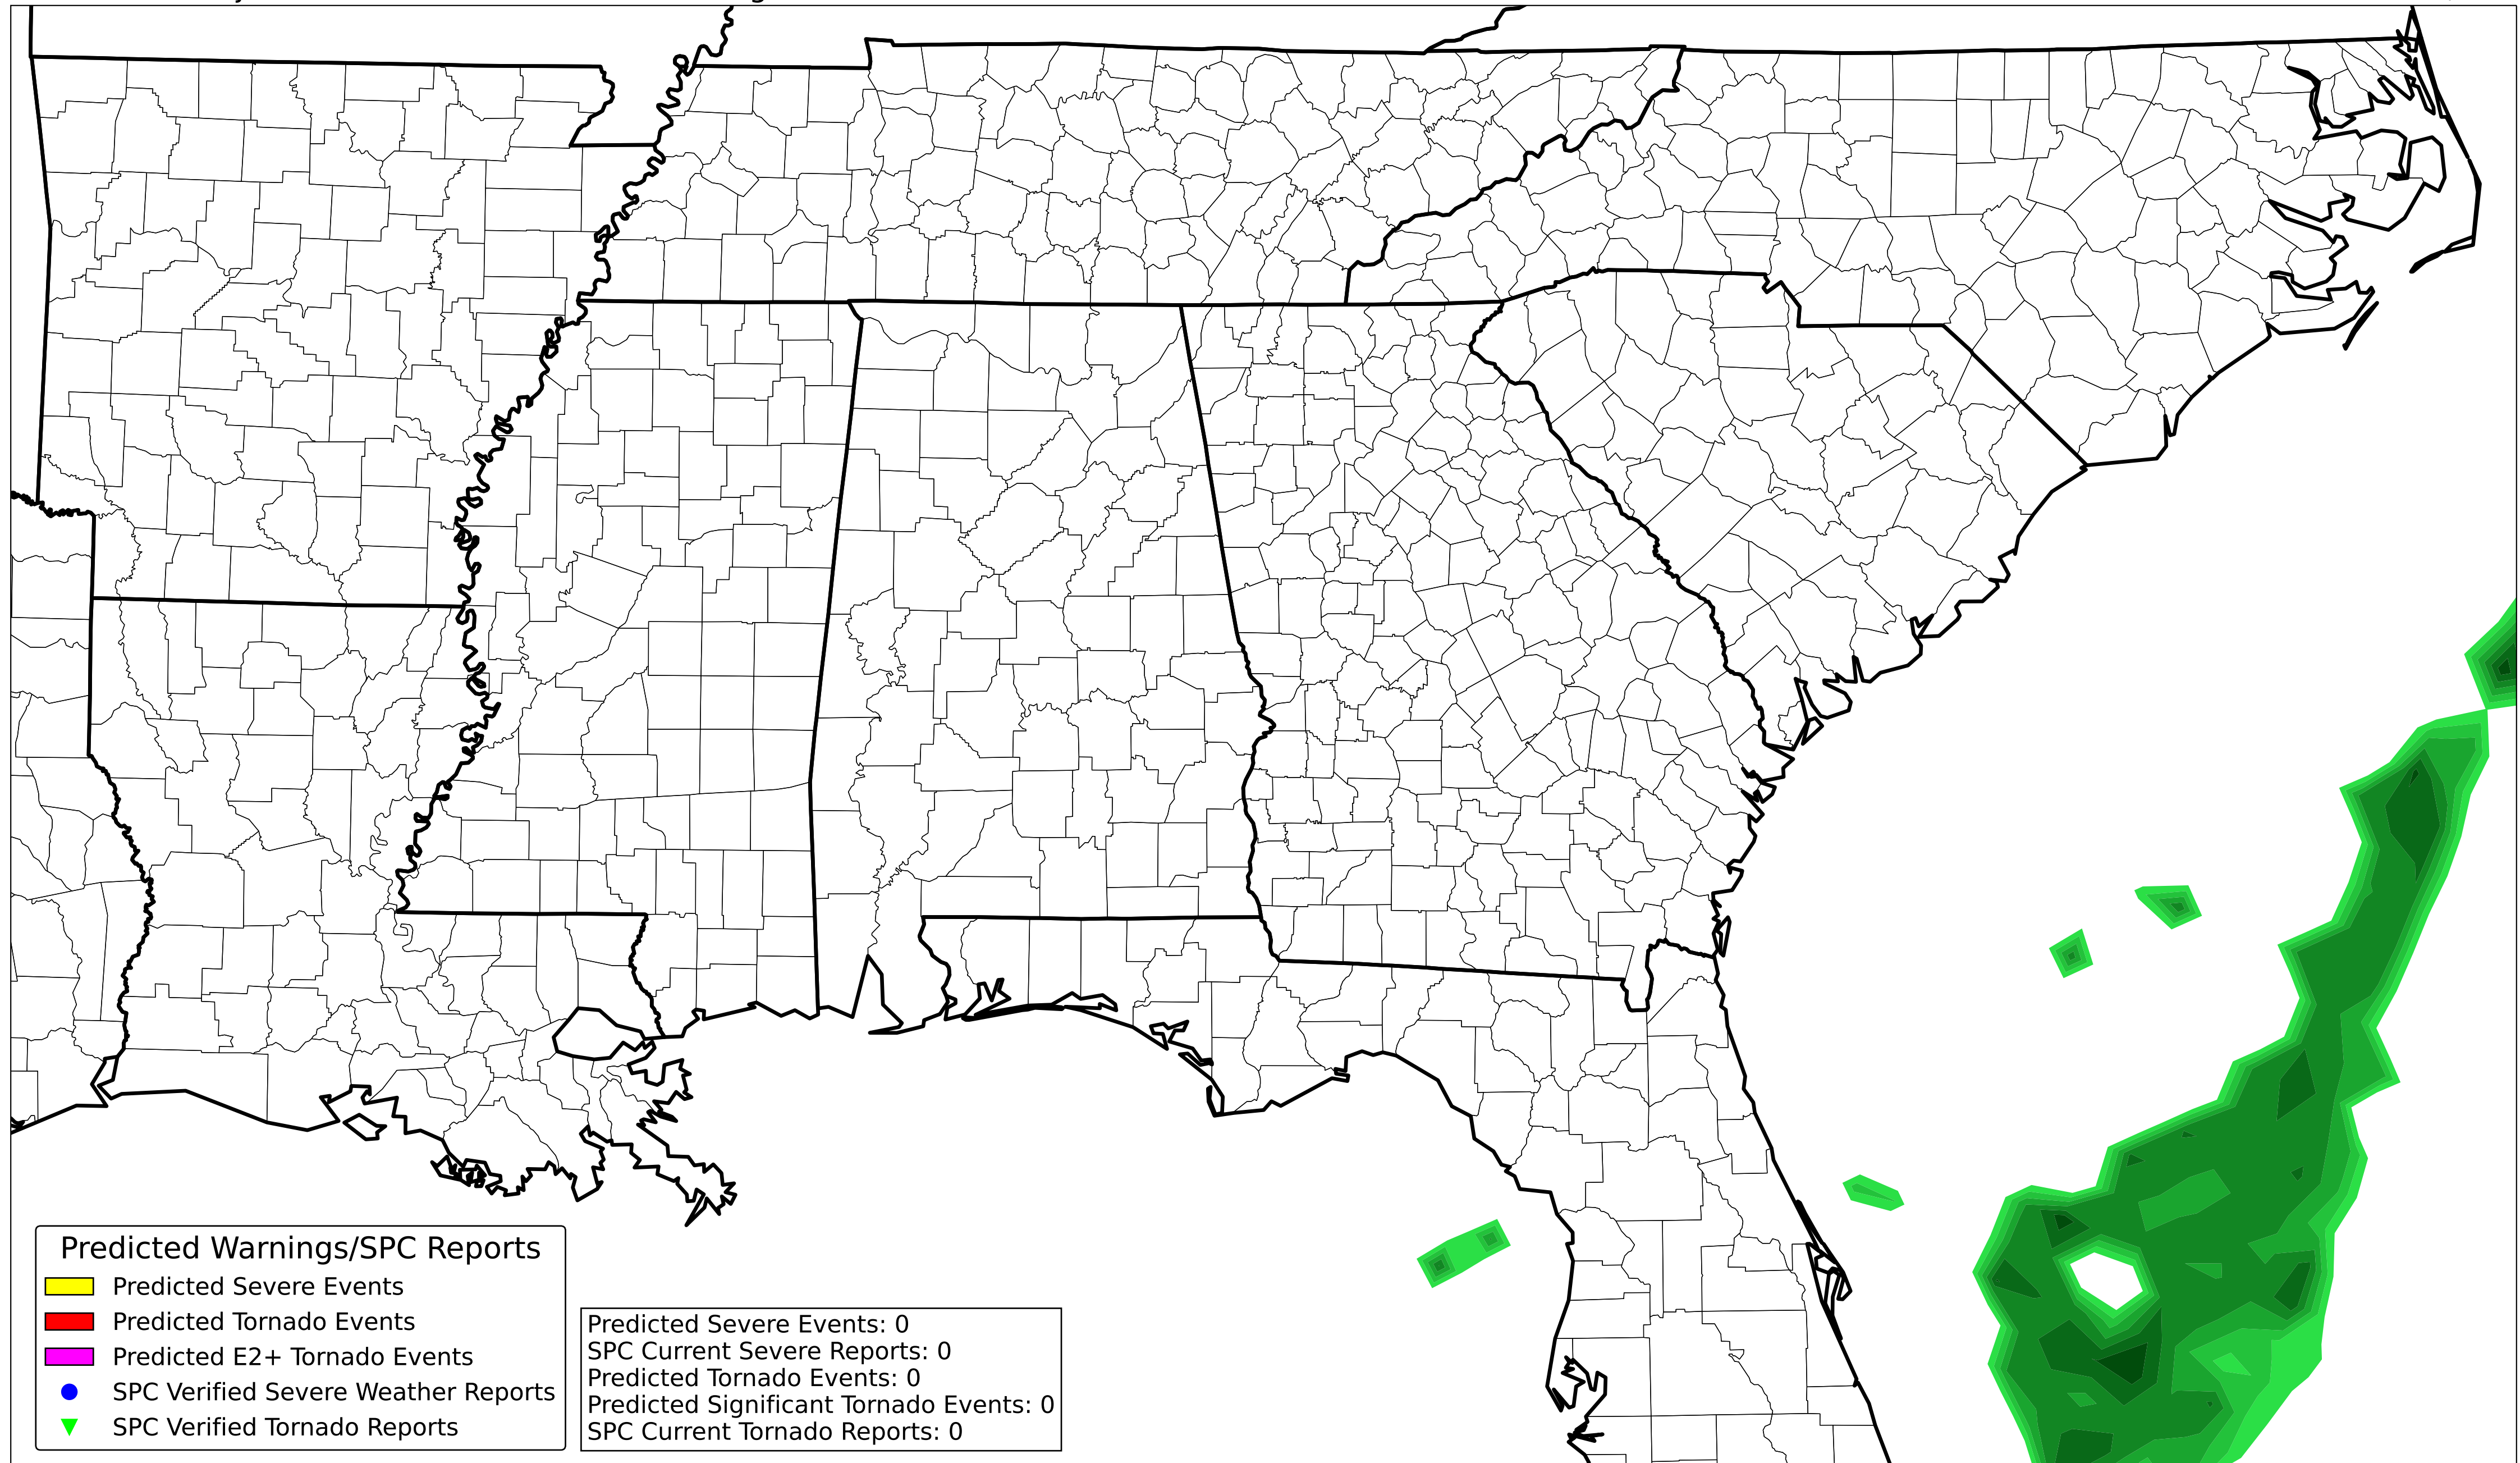 Predicted Warnings/SPC Reports
Predicted Severe Events
Predicted Tornado Events
Predicted E2+ Tornado Events
SPC Verified Severe Weather Reports
SPC Verified Tornado Reports
Predicted Severe Events: 0
SPC Current Severe Reports: 0
Predicted Tornado Events: 0
Predicted Significant Tornado Events: 0
SPC Current Tornado Reports: 0